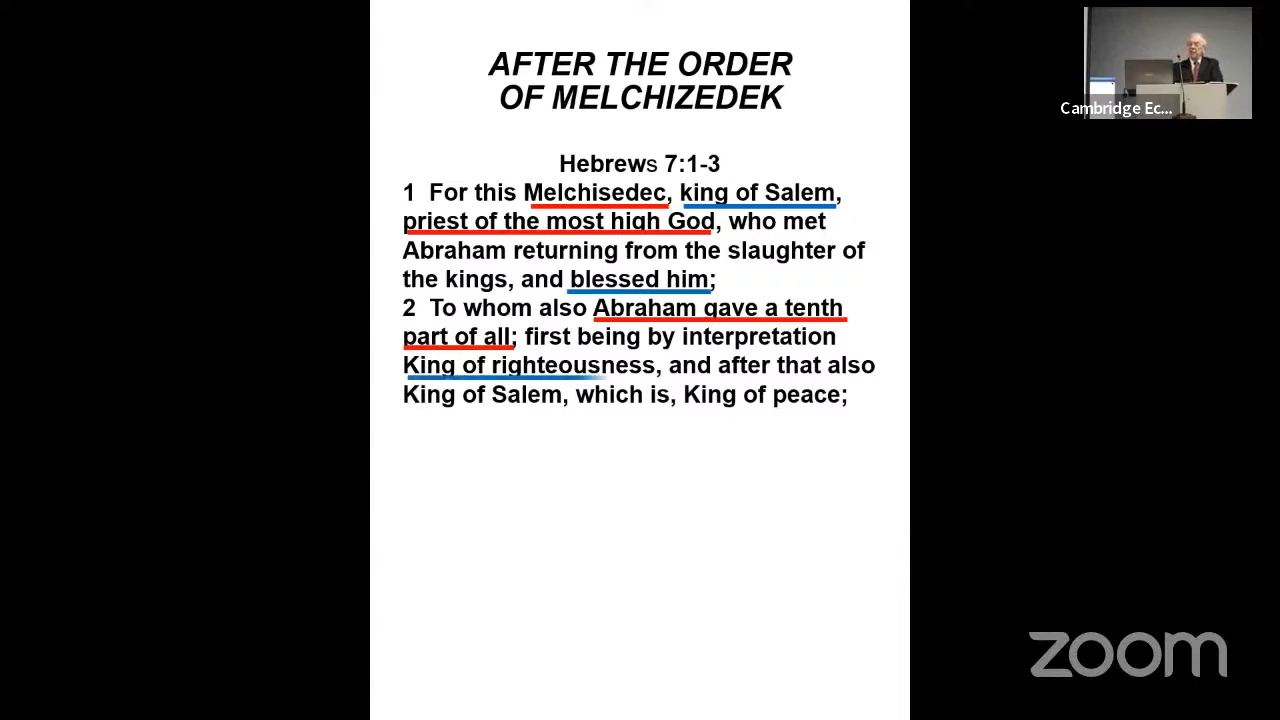 AFTER THE ORDER
OF MELCHIZEDEK
Hebrews 7:1-3
1 For this Melchisedec, king of Salem,
priest of the most high God, who met
Abraham returning from the slaughter of
the kings, and blessed him;
2 To whom also Abraham gave a tenth
part of all; first being by interpretation
King of righteousness, and after that also
King of Salem, which is, King of peace;
Cambridge Ec...
zoom